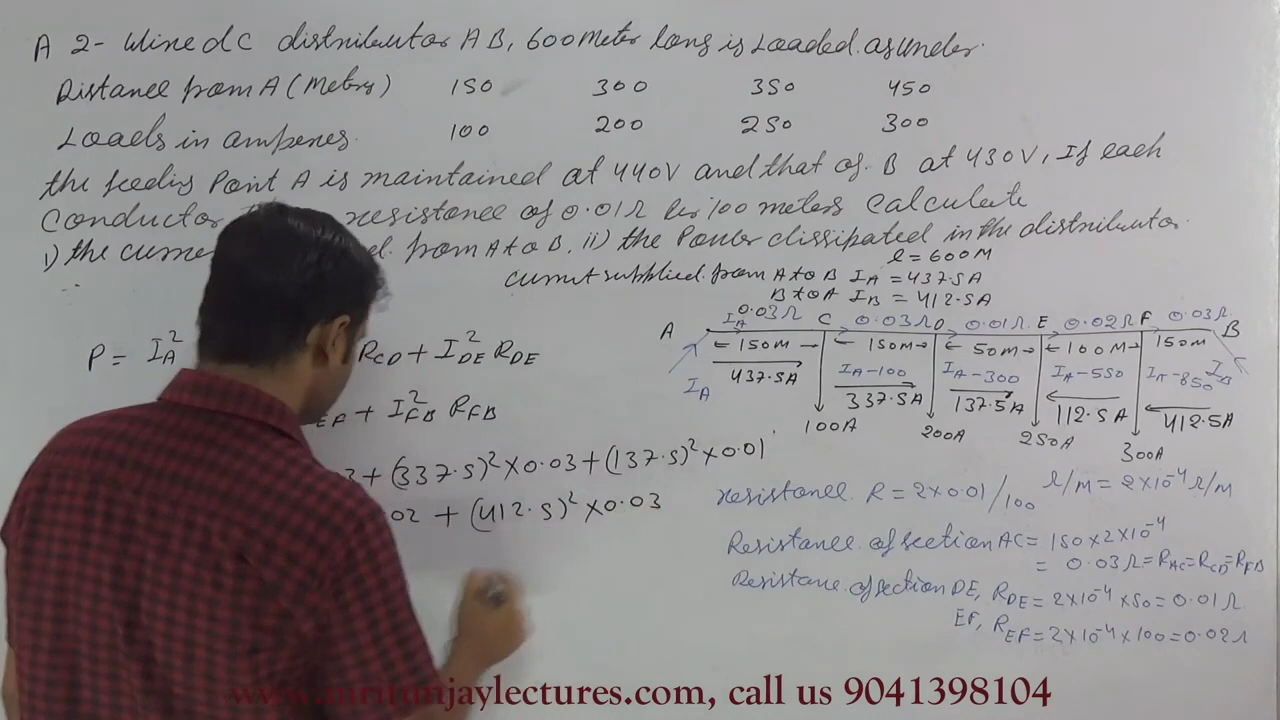 A 2-Wire dc distributor AB, 600 meter long is Loaded. as under.
Distance from A (Meters) 150 300 350 450
Loads in amperes. 100 200 250 300
the feeding Point A is maintained at 440V and that of B at 430V, If each
Conductor resistance of 0.01Ω Per 100 meters Calculate
i) the curre from A to B. ii) the Power dissipated in the distributor
l = 600M
current supplied from A to B IA = 437.5A
B to A IB = 412.5A
A IA 0.03Ω C 0.03Ω D 0.01Ω E 0.02Ω F 0.03Ω B
150M 150M 50M 100M 150M
IA 437.5A IA-100 IA-300 IA-550 IA-850 IB
337.5A 137.5A 112.5A 412.5A
100A 200A 250A 300A
P = IA² RCD + IDE² RDE
EF + IFB² RFB
3 + (337.5)² × 0.03 + (137.5)² × 0.01
02 + (412.5)² × 0.03
resistance R = 2×0.01/100 Ω/M = 2×10⁻⁴ Ω/M
Resistance of section AC = 150×2×10⁻⁴
= 0.03Ω = RAC = RCD = RFB
Resistane of section DE, RDE = 2×10⁻⁴ × 50 = 0.01Ω
EF, REF = 2×10⁻⁴ × 100 = 0.02Ω
www.mritunjaylectures.com, call us 9041398104